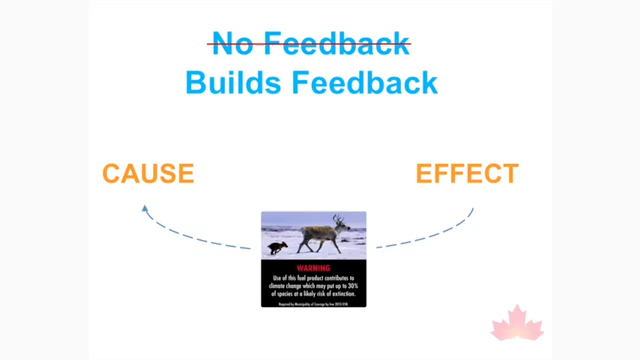 No Feedback
Builds Feedback
CAUSE
EFFECT
WARNING
Use of this fuel product contributes to
climate change which may put up to 30%
of species at a likely risk of extinction.